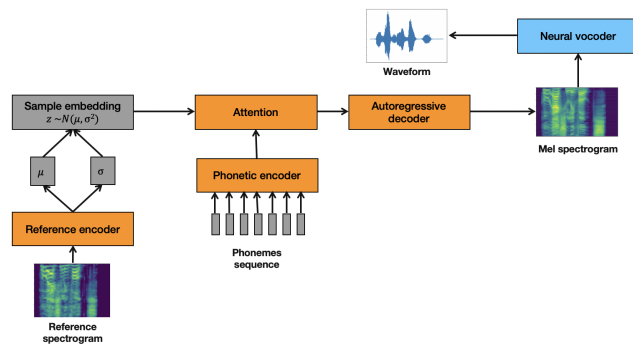 Neural vocoder
Waveform
Sample embedding
z ~N(μ, σ²)
Attention
Autoregressive
decoder
Mel spectrogram
μ
σ
Phonetic encoder
Reference encoder
Phonemes
sequence
Reference
spectrogram